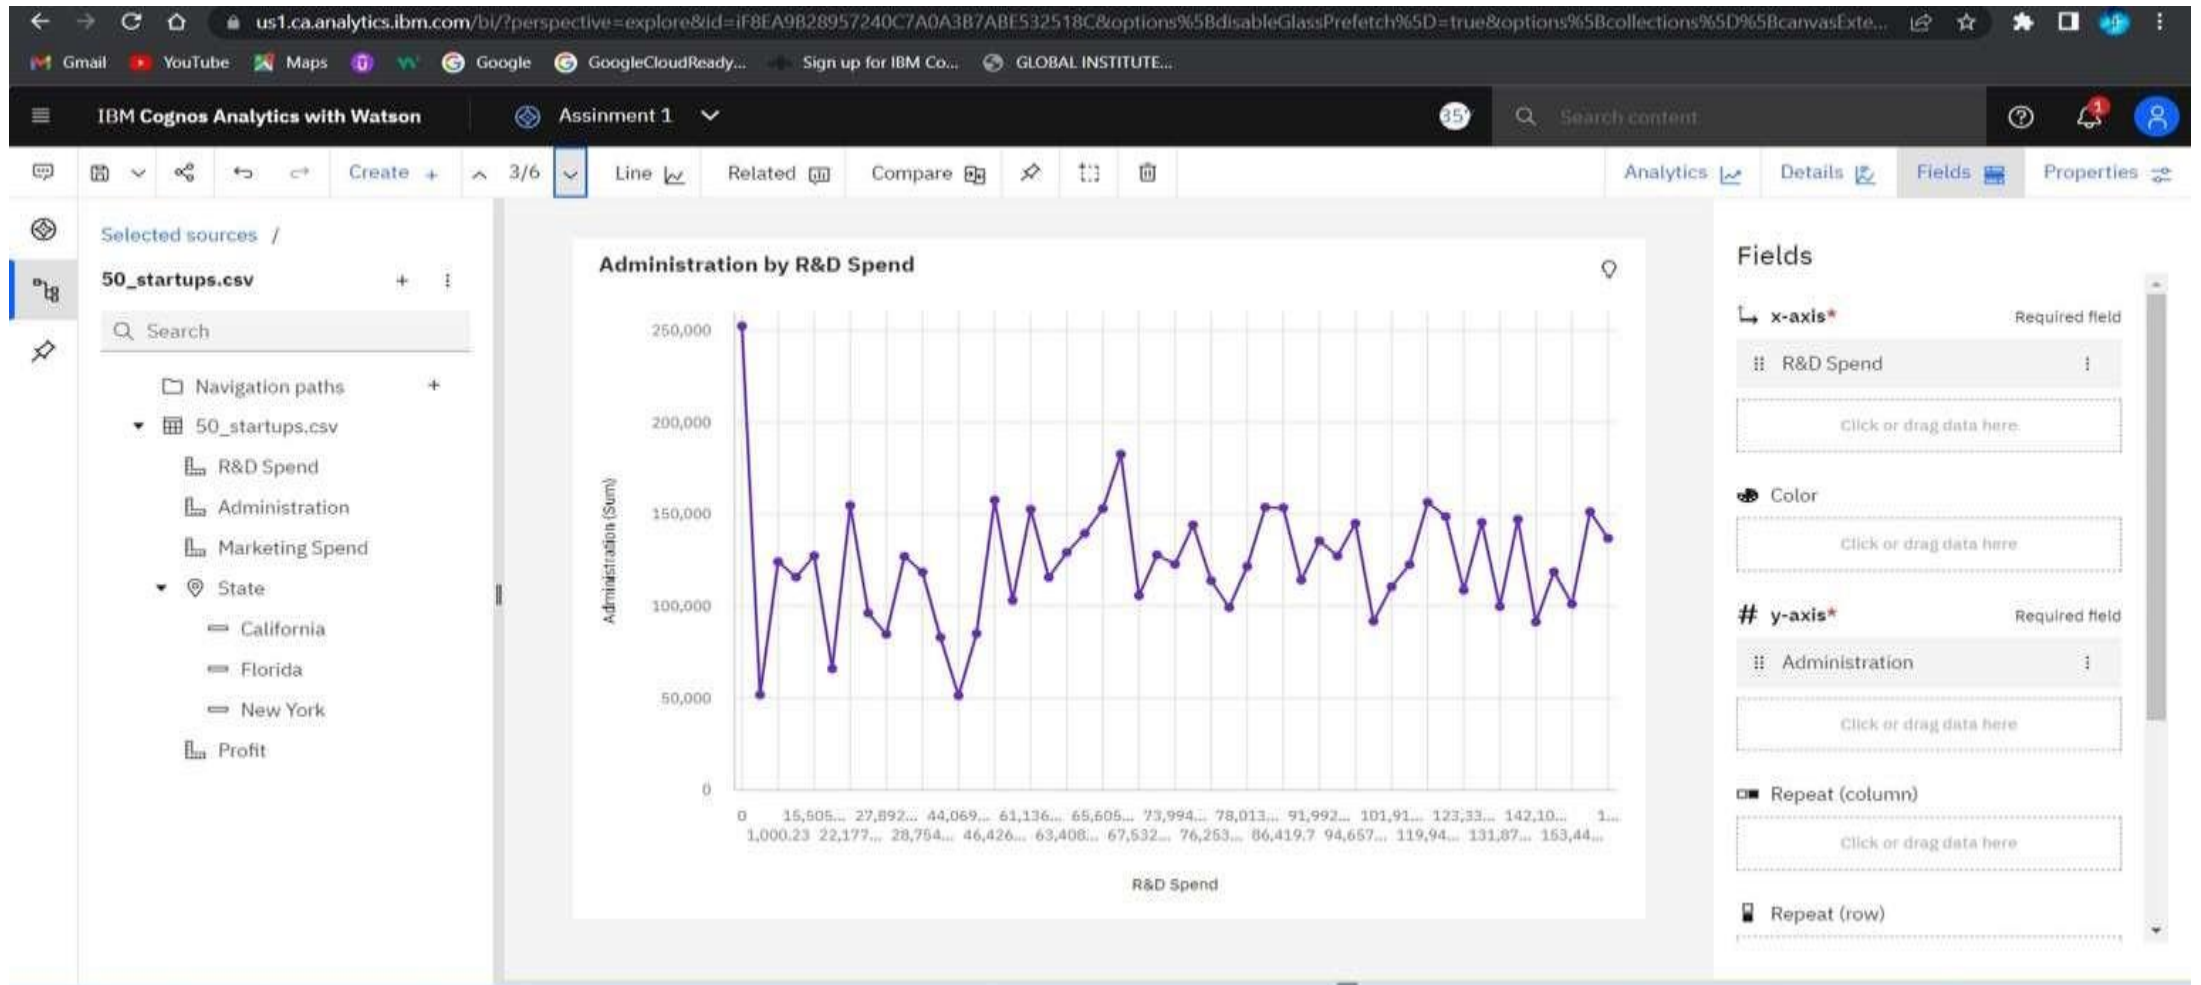 us1.ca.analytics.ibm.com/bi/?perspective=explore&id=iF8EA9B28957240C7A0A3B7ABE532518C&options%5BdisableGlassPrefetch%5D=true&options%5Bcollections%5D%5BcanvasExte...
Gmail YouTube Maps Google GoogleCloudReady... Sign up for IBM Co... GLOBAL INSTITUTE...
IBM Cognos Analytics with Watson Assinment 1 Search content 1
Create + 3/6 Line Related Compare Analytics Details Fields Properties
Selected sources /
50_startups.csv
Search
Navigation paths
50_startups.csv
R&D Spend
Administration
Marketing Spend
State
California
Florida
New York
Profit
Administration by R&D Spend
250,000
200,000
150,000
100,000
50,000
0
Administration (Sum)
0 15,505... 27,892... 44,069... 61,136... 65,605... 73,994... 78,013... 91,992... 101,91... 123,33... 142,10... 1...
1,000.23 22,177... 28,754... 46,426... 63,408... 67,532... 76,253... 86,419.7 94,657... 119,94... 131,87... 153,44...
R&D Spend
Fields
x-axis* Required field
R&D Spend
Click or drag data here
Color
Click or drag data here
# y-axis* Required field
Administration
Click or drag data here
Repeat (column)
Click or drag data here
Repeat (row)